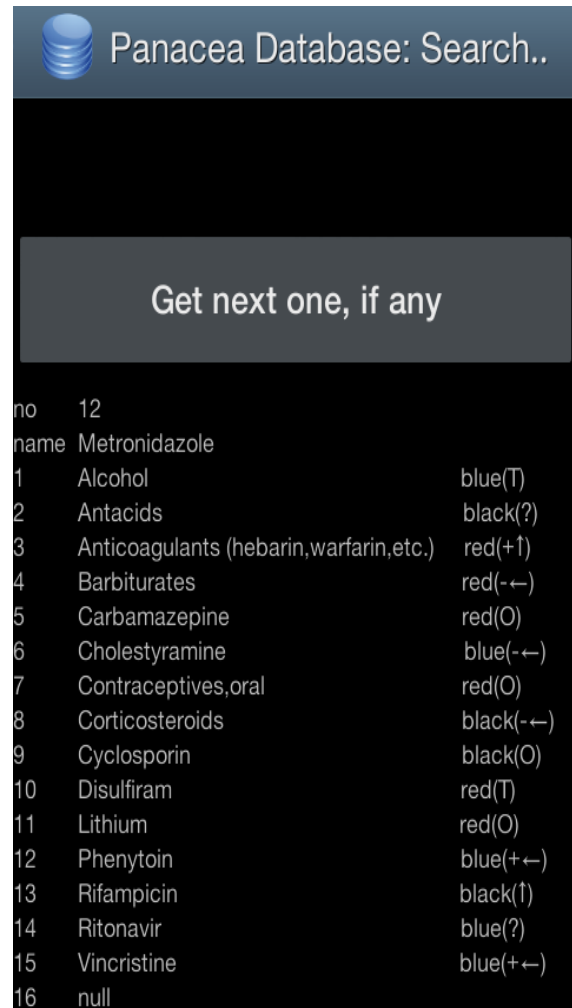 Panacea Database: Search..
Get next one, if any
no 12
name Metronidazole
1 Alcohol blue(T)
2 Antacids black(?)
3 Anticoagulants (hebarin,warfarin,etc.) red(+↑)
4 Barbiturates red(-←)
5 Carbamazepine red(O)
6 Cholestyramine blue(-←)
7 Contraceptives,oral red(O)
8 Corticosteroids black(-←)
9 Cyclosporin black(O)
10 Disulfiram red(T)
11 Lithium red(O)
12 Phenytoin blue(+←)
13 Rifampicin black(↑)
14 Ritonavir blue(?)
15 Vincristine blue(+←)
16 null